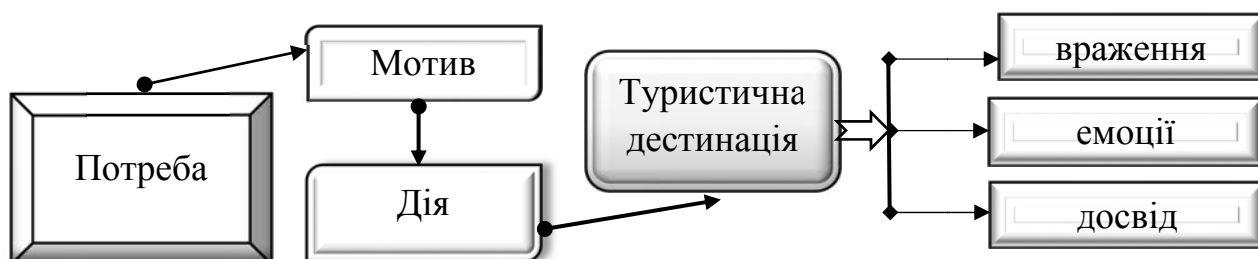 Потреба
Мотив
Дія
Туристична
дестинація
враження
емоції
досвід